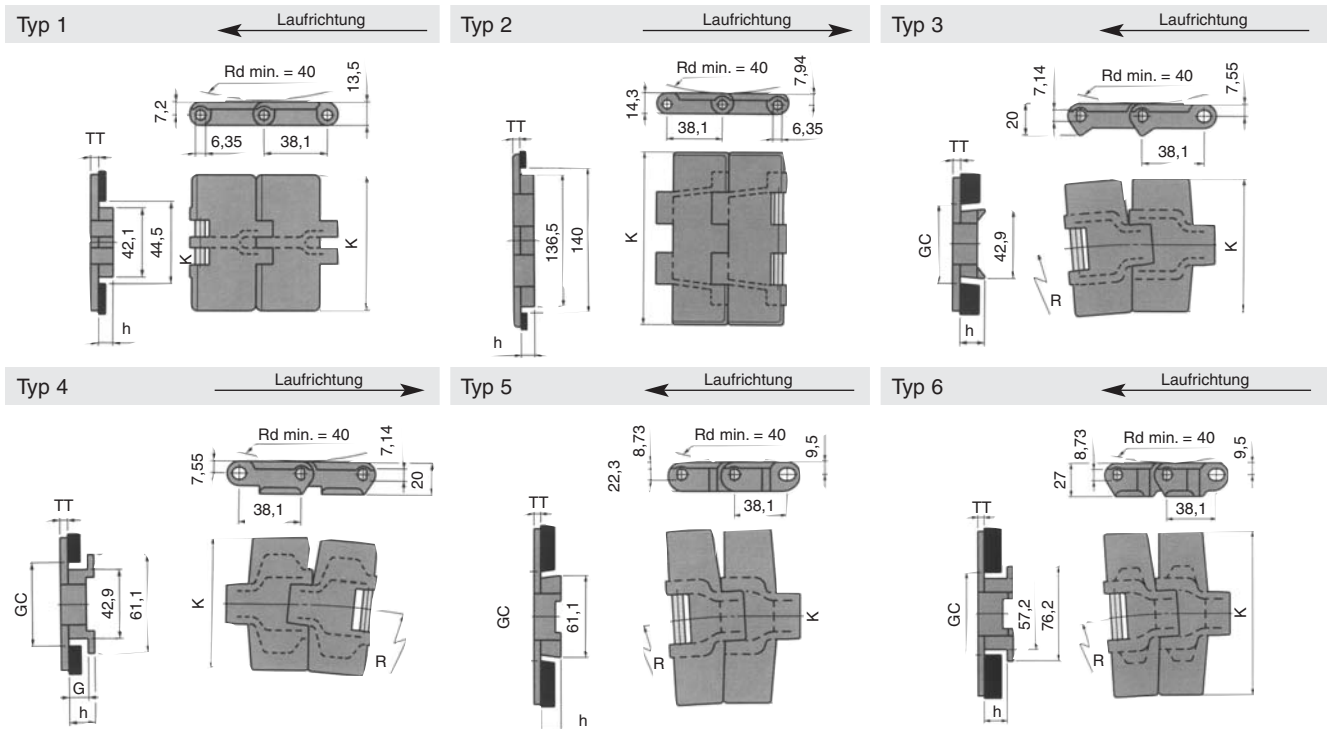 Typ 1
Laufrichtung
Rd min. = 40
13,5
7,2
6,35
38,1
TT
42,1
44,5
K
K
h
Typ 2
Laufrichtung
Rd min. = 40
7,94
14,3
38,1
6,35
TT
136,5
140
K
h
Typ 3
Laufrichtung
7,14
Rd min. = 40
7,55
20
38,1
TT
GC
42,9
K
R
h
Typ 4
Laufrichtung
7,55
Rd min. = 40
7,14
20
38,1
TT
GC
42,9
61,1
K
R
G
h
Typ 5
Laufrichtung
8,73
Rd min. = 40
9,5
22,3
38,1
TT
GC
61,1
K
R
h
Typ 6
Laufrichtung
8,73
Rd min. = 40
9,5
27
38,1
TT
GC
57,2
76,2
K
R
h